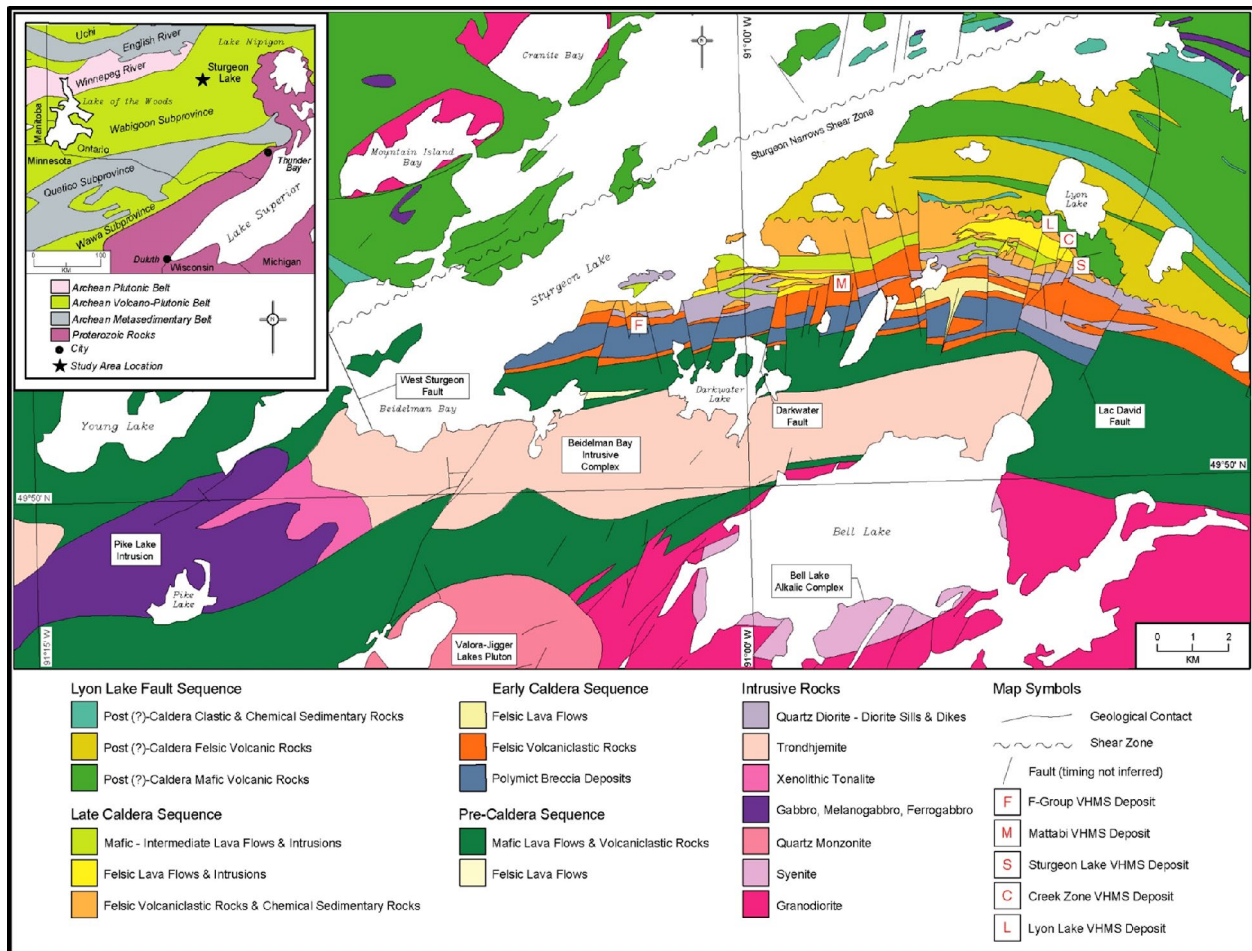 Uchi
English River
Lake Nipigon
Winnepeg River
Sturgeon
Lake
Manitoba
Lake of the Woods
Wabigoon Subprovince
Ontario
Minnesota
Thunder
Bay
Quetico Subprovince
Wawa Subprovince
Lake Superior
Duluth
Wisconsin
Michigan
100
0
KM
N
Archean Plutonic Belt
Archean Volcano-Plutonic Belt
Archean Metasedimentary Belt
Proterozoic Rocks
City
Study Area Location
Cranite Bay
N
91°00' W
Mountain Island
Bay
Sturgeon Narrows Shear Zone
Lyon
Lake
L
C
S
Sturgeon Lake
M
F
West Sturgeon
Fault
Beidelman Bay
Darkwater
Lake
Darkwater
Fault
Lac David
Fault
Young Lake
Beidelman Bay
Intrusive
Complex
49°50' N
49°50' N
Pike Lake
Intrusion
Bell Lake
Pike
Lake
Bell Lake
Alkalic Complex
91°15' W
Valora-Jigger
Lakes Pluton
91°00' W
0 1 2
KM
Lyon Lake Fault Sequence
Post (?)-Caldera Clastic & Chemical Sedimentary Rocks
Post (?)-Caldera Felsic Volcanic Rocks
Post (?)-Caldera Mafic Volcanic Rocks
Late Caldera Sequence
Mafic - Intermediate Lava Flows & Intrusions
Felsic Lava Flows & Intrusions
Felsic Volcaniclastic Rocks & Chemical Sedimentary Rocks
Early Caldera Sequence
Felsic Lava Flows
Felsic Volcaniclastic Rocks
Polymict Breccia Deposits
Pre-Caldera Sequence
Mafic Lava Flows & Volcaniclastic Rocks
Felsic Lava Flows
Intrusive Rocks
Quartz Diorite - Diorite Sills & Dikes
Trondhjemite
Xenolithic Tonalite
Gabbro, Melanogabbro, Ferrogabbro
Quartz Monzonite
Syenite
Granodiorite
Map Symbols
Geological Contact
Shear Zone
Fault (timing not inferred)
F F-Group VHMS Deposit
M Mattabi VHMS Deposit
S Sturgeon Lake VHMS Deposit
C Creek Zone VHMS Deposit
L Lyon Lake VHMS Deposit